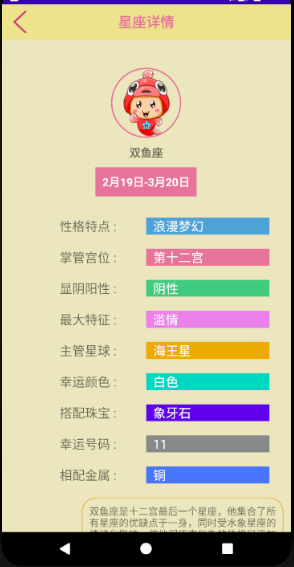 星座详情
双鱼座
2月19日-3月20日
性格特点： 浪漫梦幻
掌管宫位： 第十二宫
显阴阳性： 阴性
最大特征： 滥情
主管星球： 海王星
幸运颜色： 白色
搭配珠宝： 象牙石
幸运号码： 11
相配金属： 铜
双鱼座是十二宫最后一个星座，他集合了所
有星座的优缺点于一身，同时受水象星座的